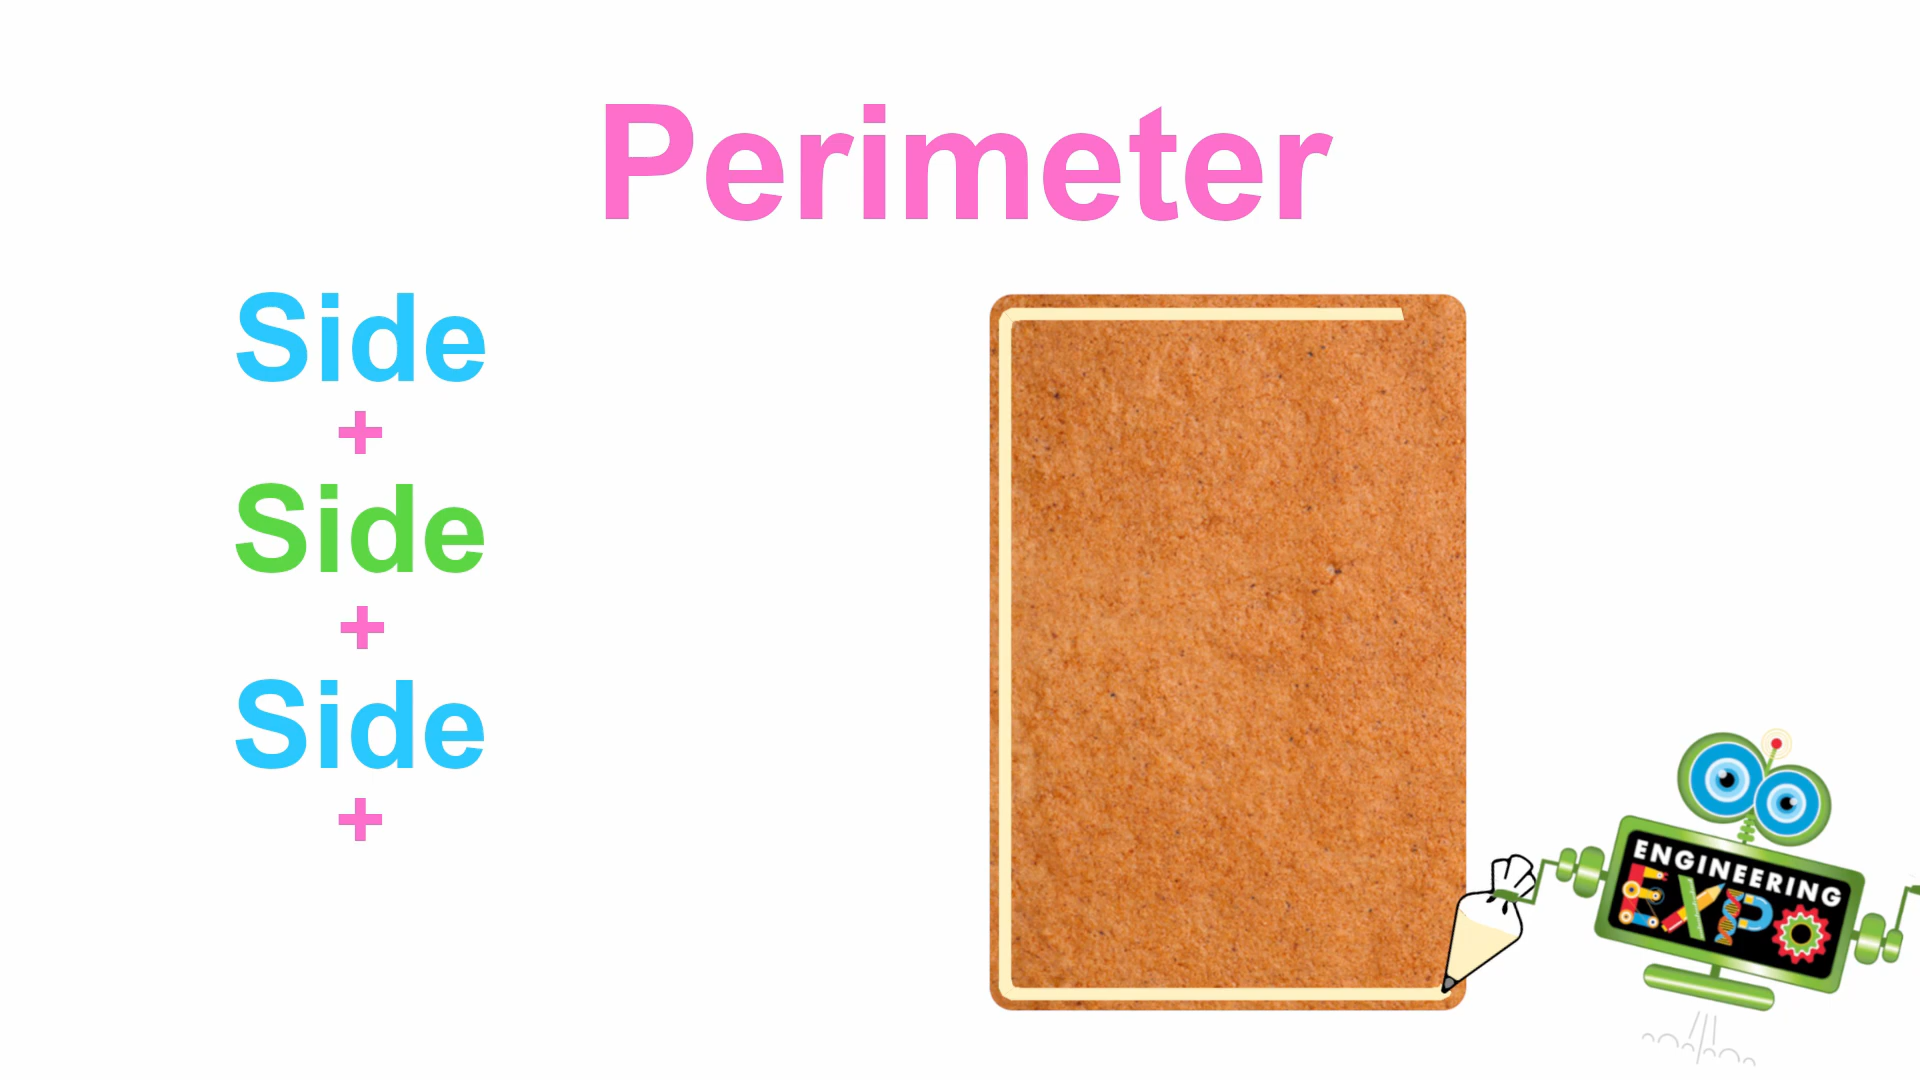 Perimeter
Side
+
Side
+
Side
+
ENGINEERING
EXPO